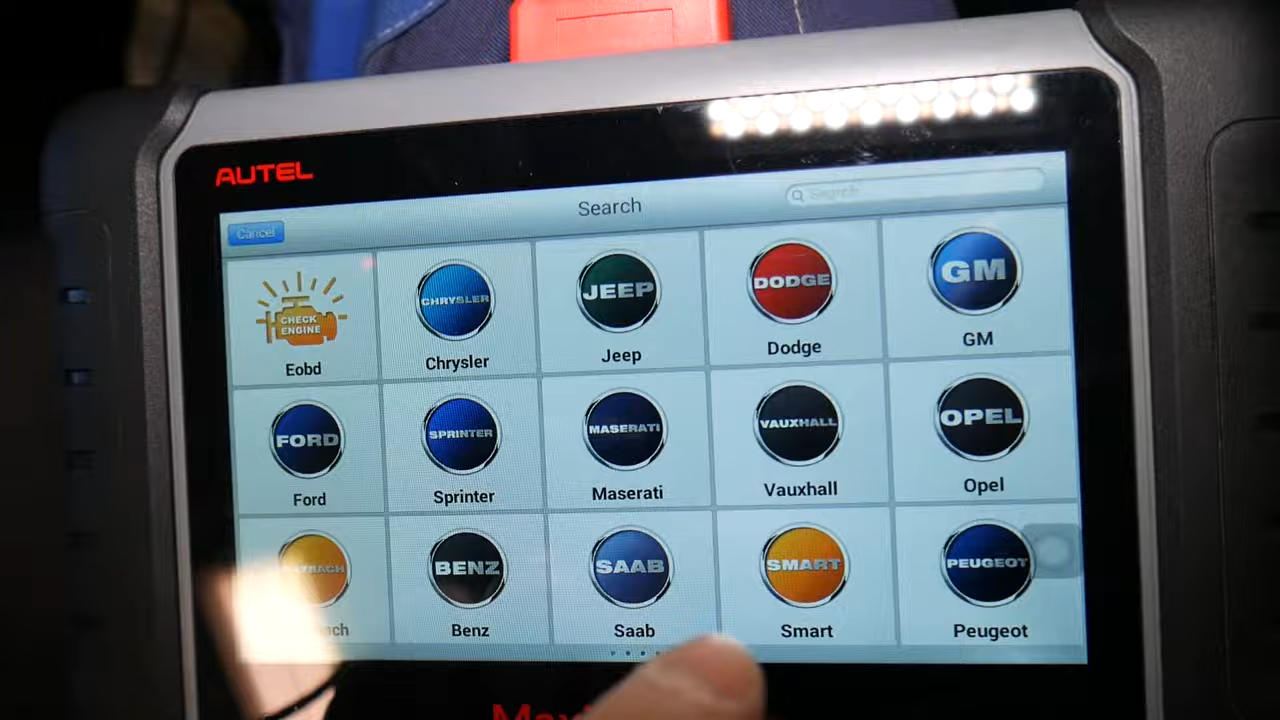 AUTEL
Cancel
Search
Search
CHECK
ENGINE
CHRYSLER
JEEP
DODGE
GM
Eobd
Chrysler
Jeep
Dodge
GM
FORD
SPRINTER
MASERATI
VAUXHALL
OPEL
Ford
Sprinter
Maserati
Vauxhall
Opel
BENZ
SAAB
SMART
PEUGEOT
Benz
Saab
Smart
Peugeot